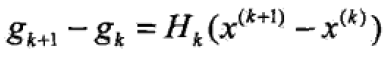 g_{k+1} - g_k = H_k (x^{(k+1)} - x^{(k)})